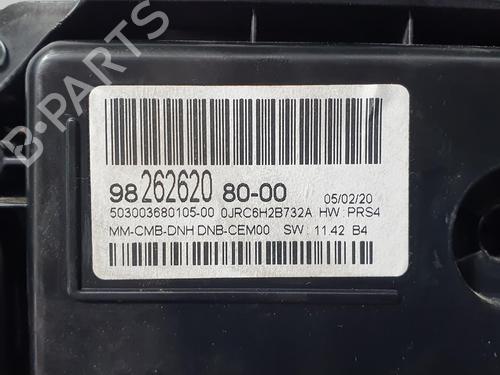 B-PARTS
98 262620 80-00 05/02/20
503003680105-00 0JRC6H2B732A HW: PRS4
MM-CMB-DNH DNB-CEM00 SW: 11.42 B4